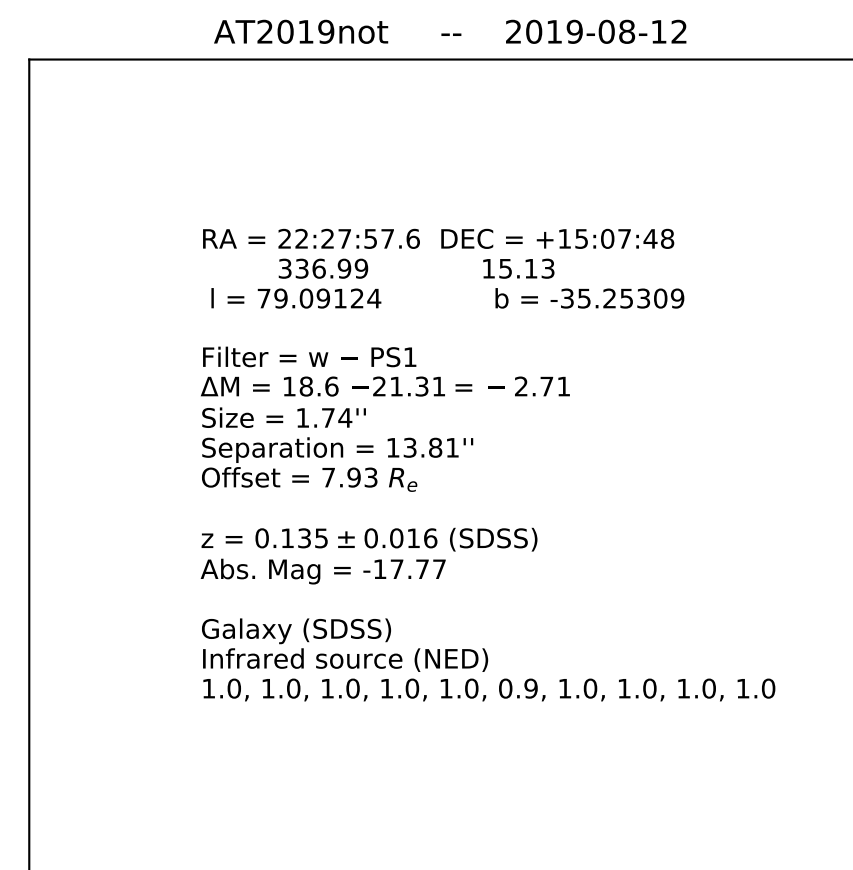 AT2019not -- 2019-08-12
RA = 22:27:57.6 DEC = +15:07:48
336.99 15.13
l = 79.09124 b = -35.25309
Filter = w − PS1
ΔM = 18.6 −21.31 = − 2.71
Size = 1.74''
Separation = 13.81''
Offset = 7.93 Rₑ
z = 0.135 ± 0.016 (SDSS)
Abs. Mag = -17.77
Galaxy (SDSS)
Infrared source (NED)
1.0, 1.0, 1.0, 1.0, 1.0, 0.9, 1.0, 1.0, 1.0, 1.0